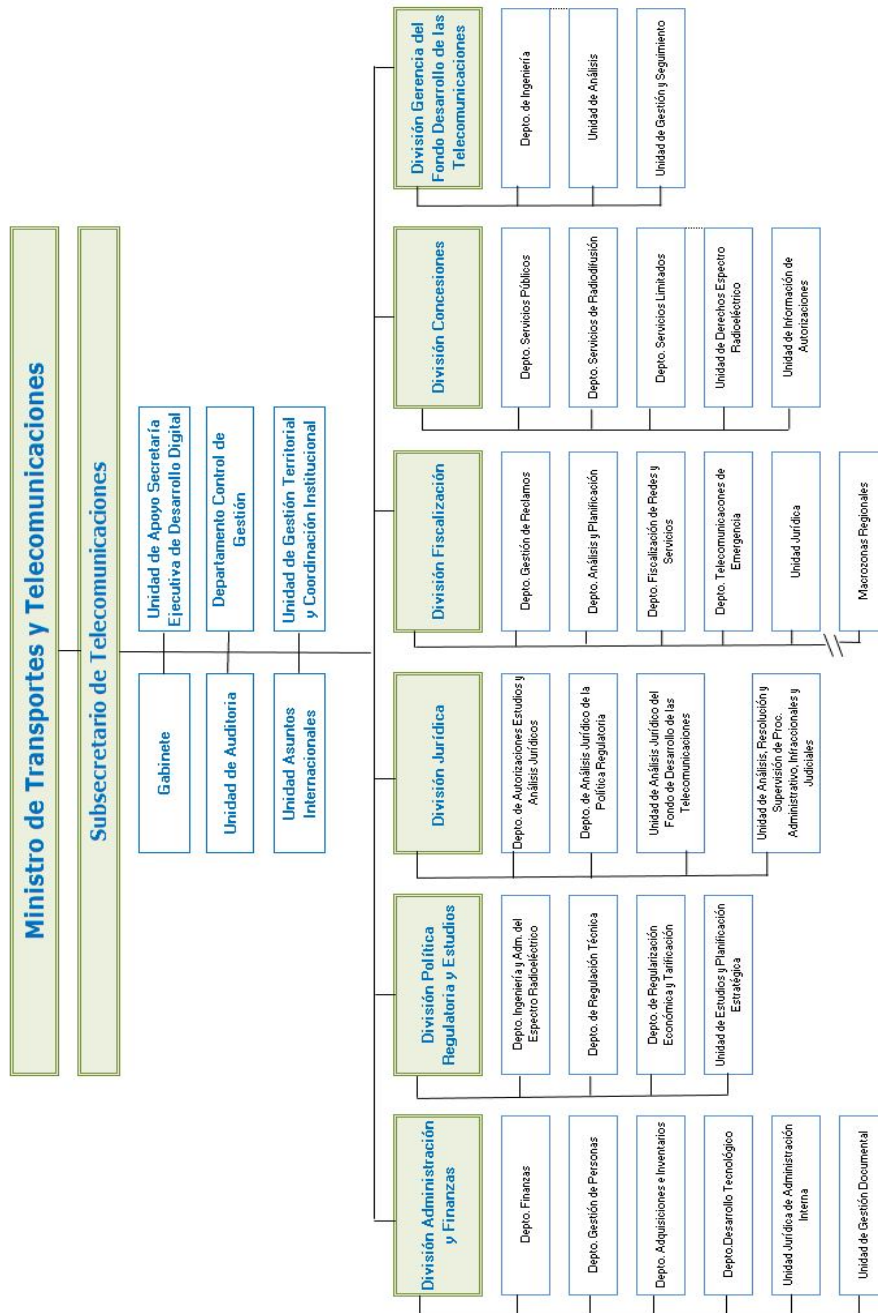 Ministro de Transportes y Telecomunicaciones
Subsecretario de Telecomunicaciones
Gabinete
Unidad de Apoyo Secretaría
Ejecutiva de Desarrollo Digital
Unidad de Auditoria
Departamento Control de
Gestión
Unidad Asuntos
Internacionales
Unidad de Gestión Territorial
y Coordinación Institucional
División Administración
y Finanzas
Depto. Finanzas
Depto. Gestión de Personas
Depto. Adquisiciones e Inventarios
Depto.Desarrollo Tecnológico
Unidad Jurídica de Administración
Interna
Unidad de Gestión Documental
División Política
Regulatoria y Estudios
Depto. Ingeniería y Adm. del
Espectro Radioeléctrico
Depto. de Regulación Técnica
Depto. de Regularización
Económica y Tarificación
Unidad de Estudios y Planificación
Estratégica
División Jurídica
Depto. de Autorizaciones Estudios y
Análisis Jurídicos
Depto. de Análisis Jurídico de la
Política Regulatoria
Unidad de Análisis Jurídico del
Fondo de Desarrollo de las
Telecomunicaciones
Unidad de Análisis, Resolución y
Supervisión de Proc.
Administrativo, Infraccionales y
Judiciales
División Fiscalización
Depto. Gestión de Reclamos
Depto. Análisis y Planificación
Depto. Fiscalización de Redes y
Servicios
Depto. Telecomunicacones de
Emergencia
Unidad Jurídica
Macrozonas Regionales
División Concesiones
Depto. Servicios Públicos
Depto. Servicios de Radiodifusión
Depto. Servicios Limitados
Unidad de Derechos Espectro
Radioeléctrico
Unidad de Información de
Autorizaciones
División Gerencia del
Fondo Desarrollo de las
Telecomunicaciones
Depto. de Ingeniería
Unidad de Análisis
Unidad de Gestión y Seguimiento